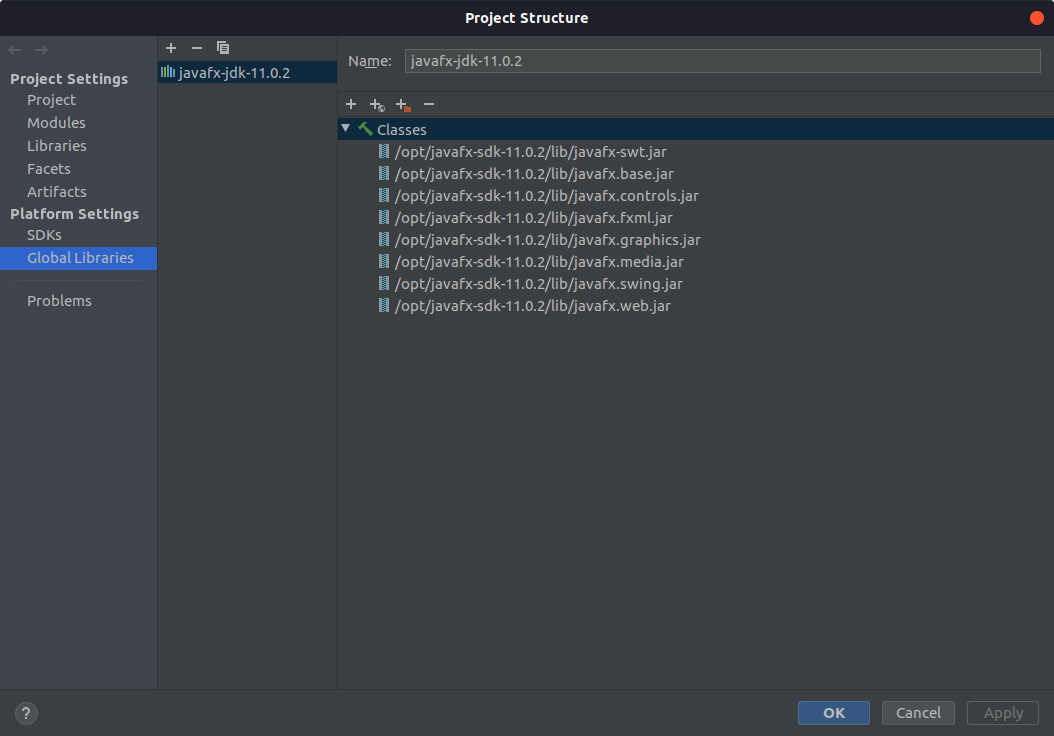 Project Structure
Project Settings
Project
Modules
Libraries
Facets
Artifacts
Platform Settings
SDKs
Global Libraries
Problems
javafx-jdk-11.0.2
Name: javafx-jdk-11.0.2
Classes
/opt/javafx-sdk-11.0.2/lib/javafx-swt.jar
/opt/javafx-sdk-11.0.2/lib/javafx.base.jar
/opt/javafx-sdk-11.0.2/lib/javafx.controls.jar
/opt/javafx-sdk-11.0.2/lib/javafx.fxml.jar
/opt/javafx-sdk-11.0.2/lib/javafx.graphics.jar
/opt/javafx-sdk-11.0.2/lib/javafx.media.jar
/opt/javafx-sdk-11.0.2/lib/javafx.swing.jar
/opt/javafx-sdk-11.0.2/lib/javafx.web.jar
? OK Cancel Apply